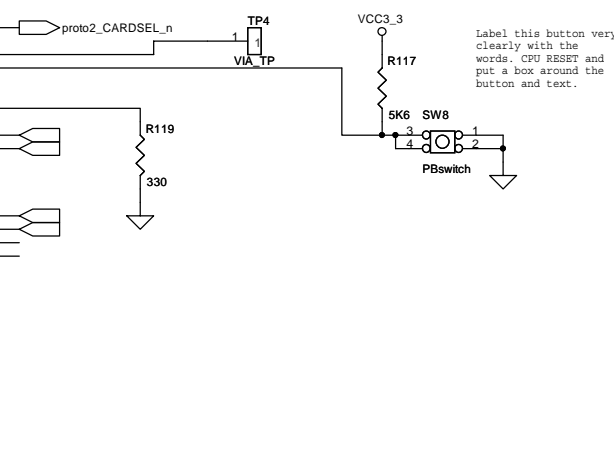 proto2_CARDSEL_n
TP4
1
1
VIA_TP
VCC3_3
R117
5K6
SW8
3
4
1
2
PBswitch
Label this button very
clearly with the
words. CPU RESET and
put a box around the
button and text.
R119
330